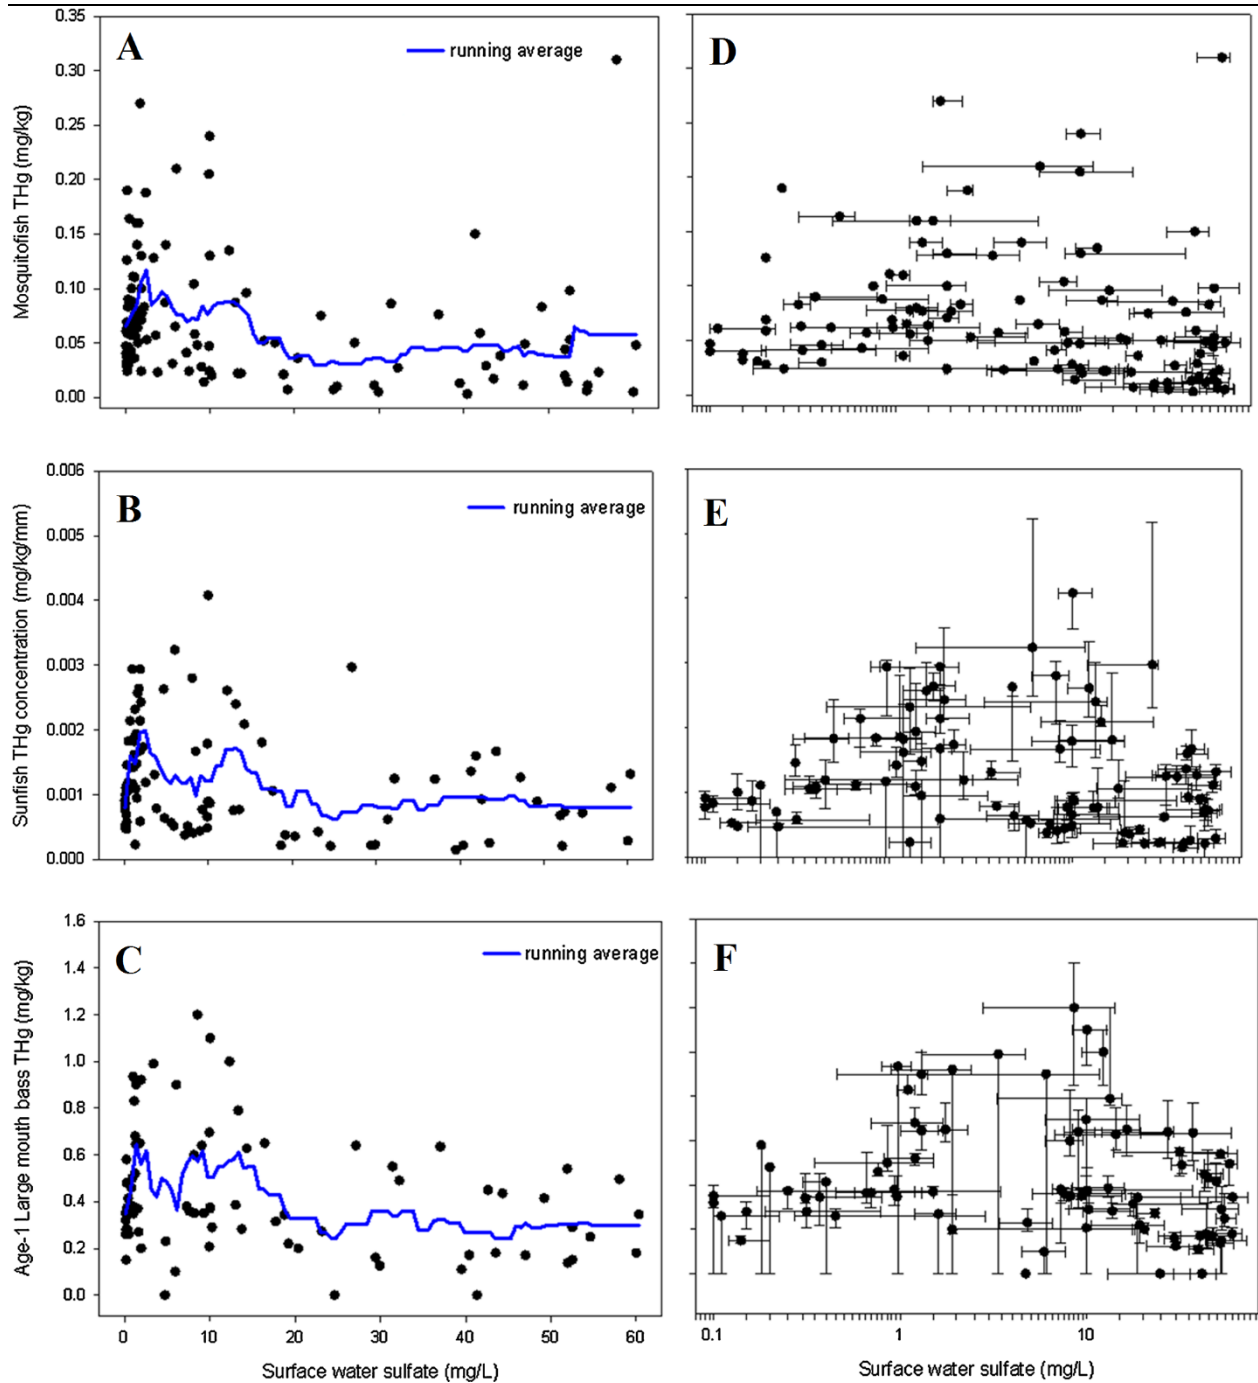 A
running average
D
0.35
0.30
0.25
0.20
0.15
0.10
0.05
0.00
Mosquitofish THg (mg/kg)
B
running average
E
0.006
0.005
0.004
0.003
0.002
0.001
0.000
Sunfish THg concentration (mg/kg/mm)
C
running average
F
1.6
1.4
1.2
1.0
0.8
0.6
0.4
0.2
0.0
Age-1 Large mouth bass THg (mg/kg)
0 10 20 30 40 50 60
Surface water sulfate (mg/L)
0.1 1 10
Surface water sulfate (mg/L)